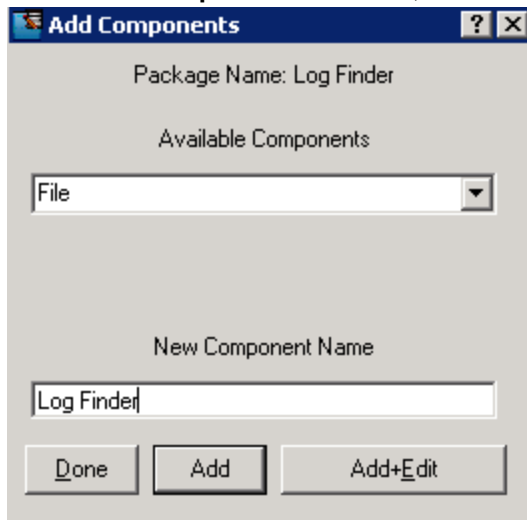 Add Components
Package Name: Log Finder
Available Components
File
New Component Name
Log Finder
Done Add Add+Edit